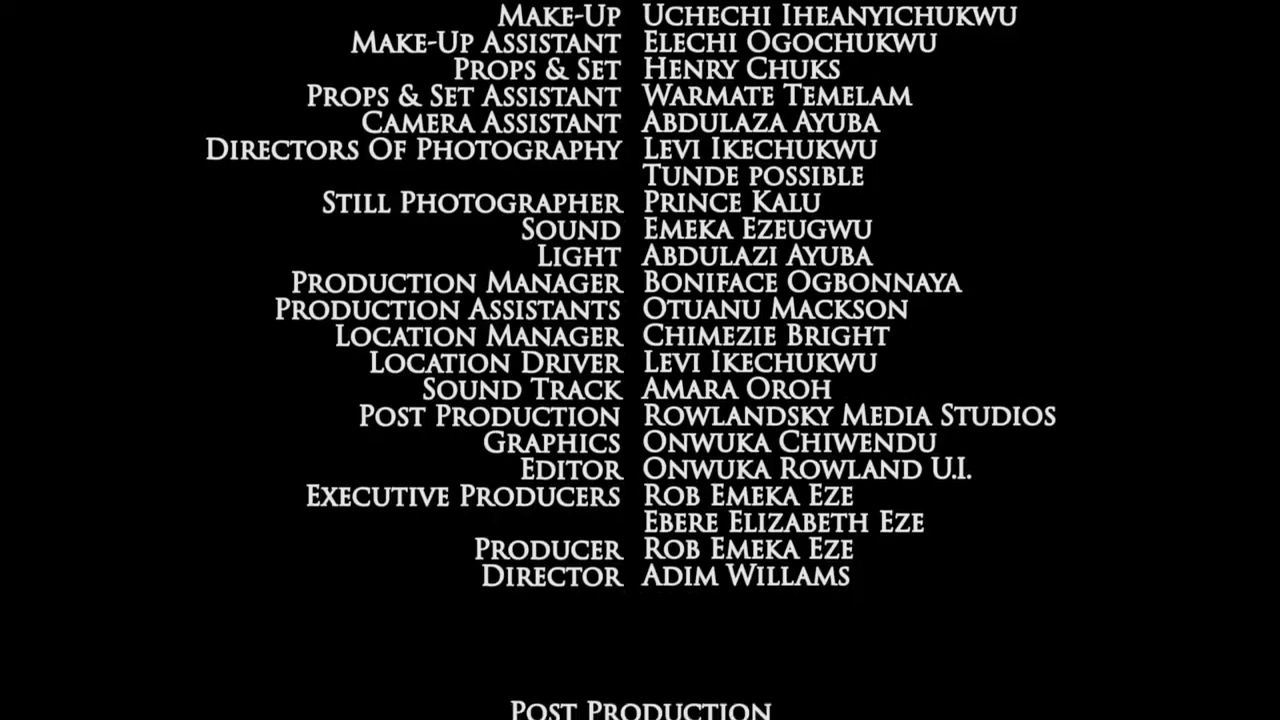 Make-Up Uchechi Iheanyichukwu
Make-Up Assistant Elechi Ogochukwu
Props & Set Henry Chuks
Props & Set Assistant Warmate Temelam
Camera Assistant Abdulaza Ayuba
Directors Of Photography Levi Ikechukwu
Tunde possible
Still Photographer Prince Kalu
Sound Emeka Ezeugwu
Light Abdulazi Ayuba
Production Manager Boniface Ogbonnaya
Production Assistants Otuanu Mackson
Location Manager Chimezie Bright
Location Driver Levi Ikechukwu
Sound Track Amara Oroh
Post Production Rowlandsky Media Studios
Graphics Onwuka Chiwendu
Editor Onwuka Rowland U.I.
Executive Producers Rob Emeka Eze
Ebere Elizabeth Eze
Producer Rob Emeka Eze
Director Adim Willams
Post Production